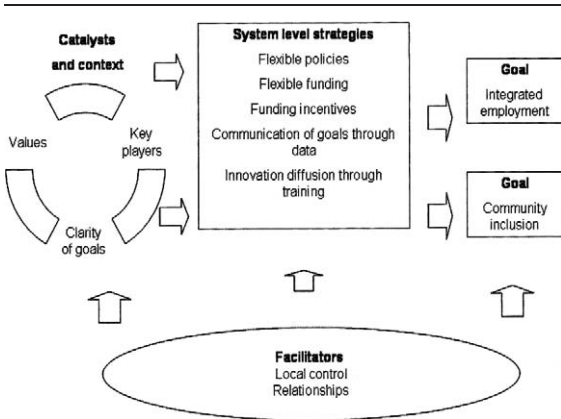 Catalysts
and context
Values
Key
players
Clarity
of goals
System level strategies
Flexible policies
Flexible funding
Funding incentives
Communication of goals through
data
Innovation diffusion through
training
Goal
Integrated
employment
Goal
Community
inclusion
Facilitators
Local control
Relationships